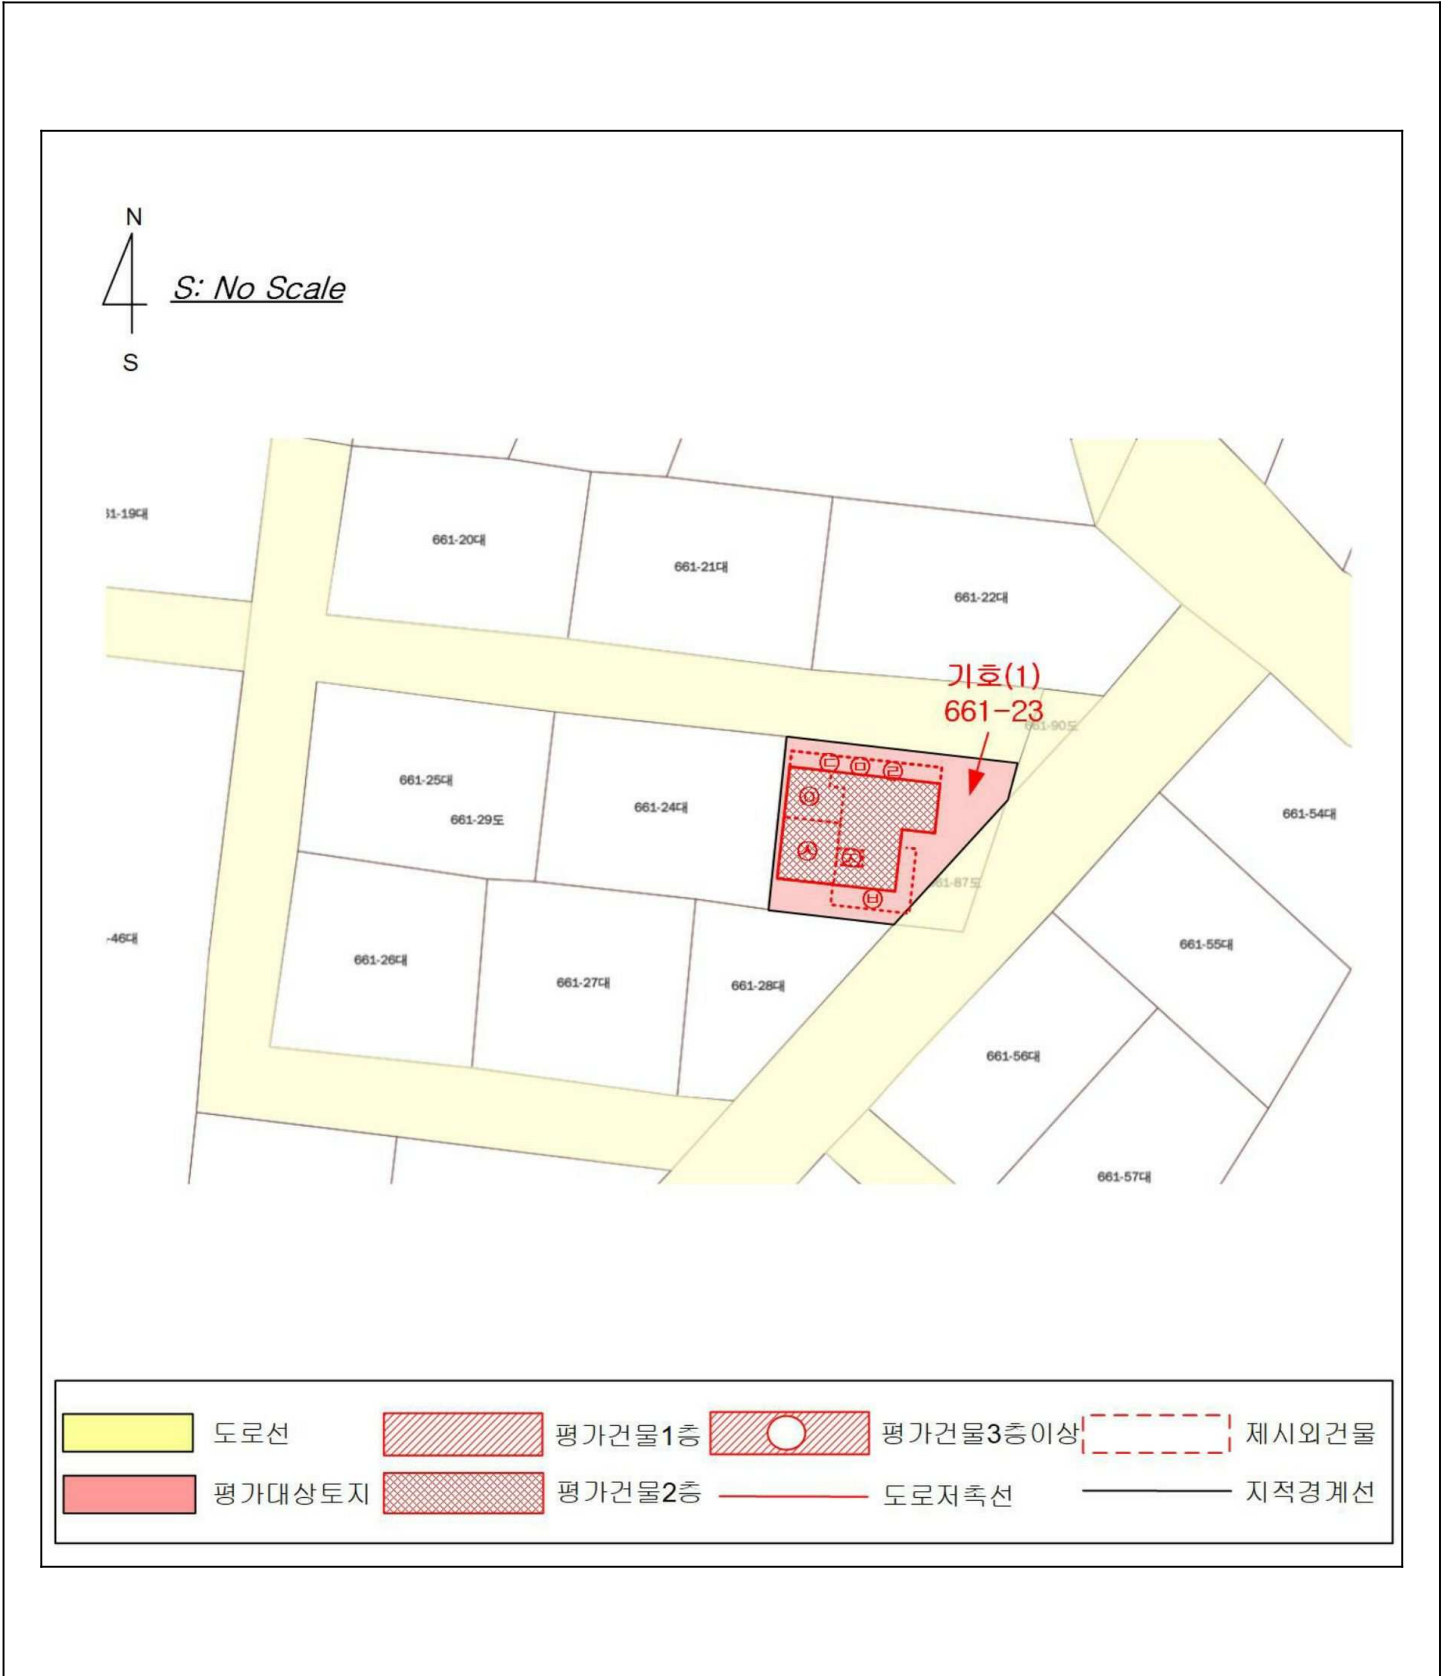 N
S: No Scale
S
661-20대
661-21대
661-22대
기호(1)
661-23
661-90도
661-25대
661-29도
661-24대
661-54대
ⓒ ㉤ ㉣
㉧
㉦ ㉨
㉥
-46대
661-26대
661-27대
661-28대
661-55대
661-56대
661-57대
도로선 평가건물1층 평가건물3층이상 제시외건물
평가대상토지 평가건물2층 도로저촉선 지적경계선